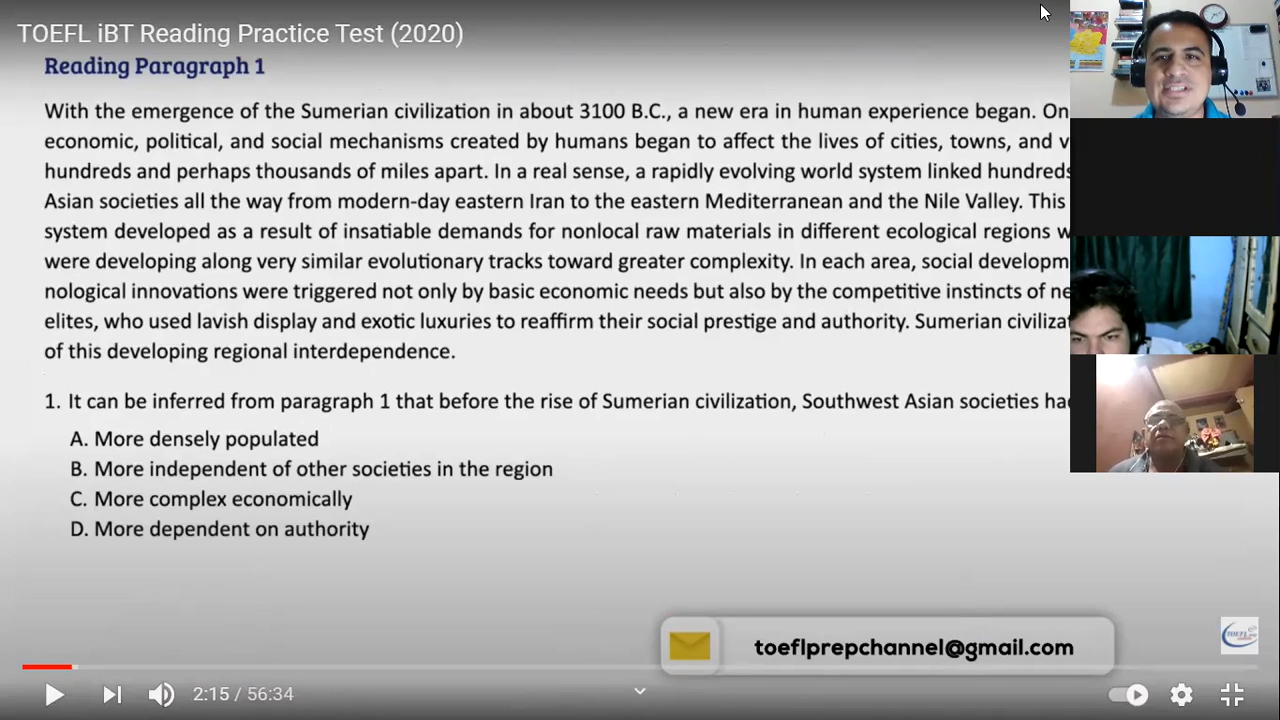 TOEFL iBT Reading Practice Test (2020)
Reading Paragraph 1
With the emergence of the Sumerian civilization in about 3100 B.C., a new era in human experience began. On
economic, political, and social mechanisms created by humans began to affect the lives of cities, towns, and v
hundreds and perhaps thousands of miles apart. In a real sense, a rapidly evolving world system linked hundreds
Asian societies all the way from modern-day eastern Iran to the eastern Mediterranean and the Nile Valley. This
system developed as a result of insatiable demands for nonlocal raw materials in different ecological regions w
were developing along very similar evolutionary tracks toward greater complexity. In each area, social developm
nological innovations were triggered not only by basic economic needs but also by the competitive instincts of ne
elites, who used lavish display and exotic luxuries to reaffirm their social prestige and authority. Sumerian civilizat
of this developing regional interdependence.
1. It can be inferred from paragraph 1 that before the rise of Sumerian civilization, Southwest Asian societies had
A. More densely populated
B. More independent of other societies in the region
C. More complex economically
D. More dependent on authority
toeflprepchannel@gmail.com
TOEFL
2:15 / 56:34